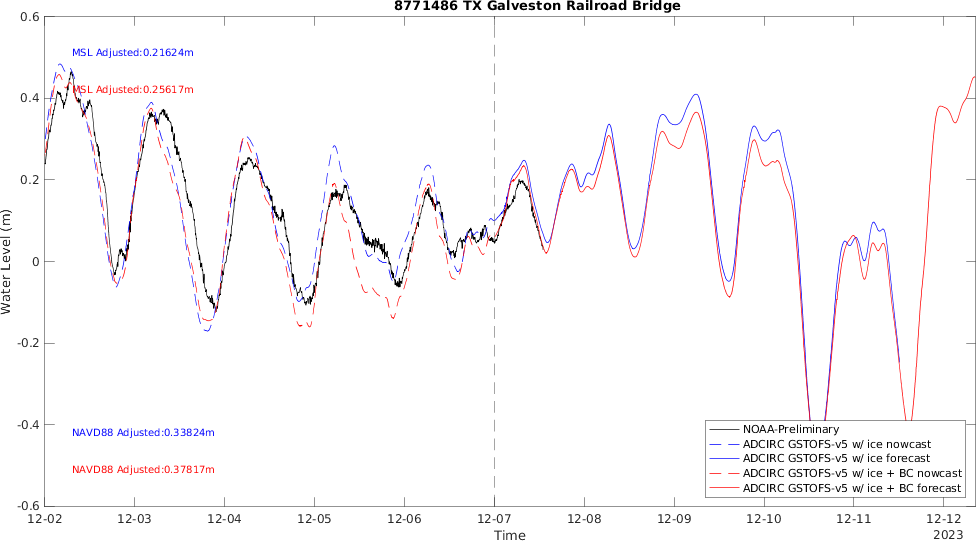 8771486 TX Galveston Railroad Bridge
Water Level (m)
0.6
0.4
0.2
0
-0.2
-0.4
-0.6
MSL Adjusted:0.21624m
MSL Adjusted:0.25617m
NAVD88 Adjusted:0.33824m
NAVD88 Adjusted:0.37817m
NOAA-Preliminary
ADCIRC GSTOFS-v5 w/ ice nowcast
ADCIRC GSTOFS-v5 w/ ice forecast
ADCIRC GSTOFS-v5 w/ ice + BC nowcast
ADCIRC GSTOFS-v5 w/ ice + BC forecast
12-02 12-03 12-04 12-05 12-06 12-07 12-08 12-09 12-10 12-11 12-12
Time 2023